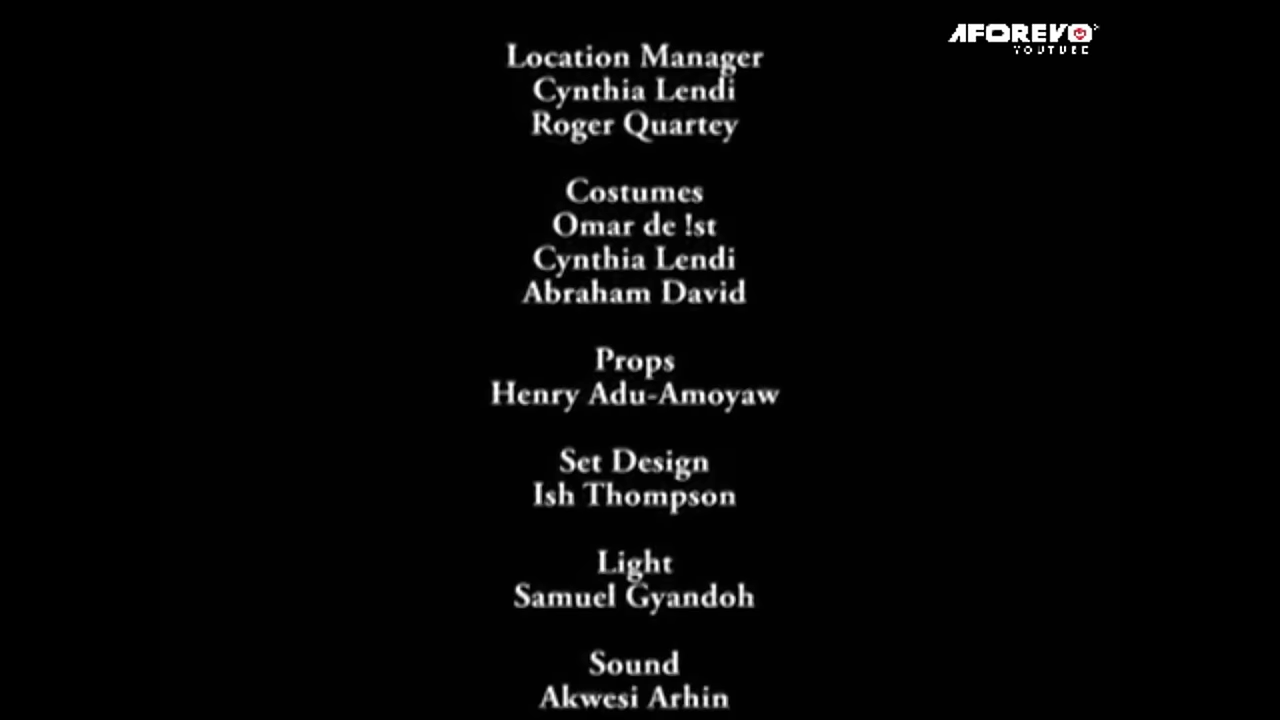 AFOREVO
YOUTUBE
Location Manager
Cynthia Lendi
Roger Quartey
Costumes
Omar de !st
Cynthia Lendi
Abraham David
Props
Henry Adu-Amoyaw
Set Design
Ish Thompson
Light
Samuel Gyandoh
Sound
Akwesi Arhin